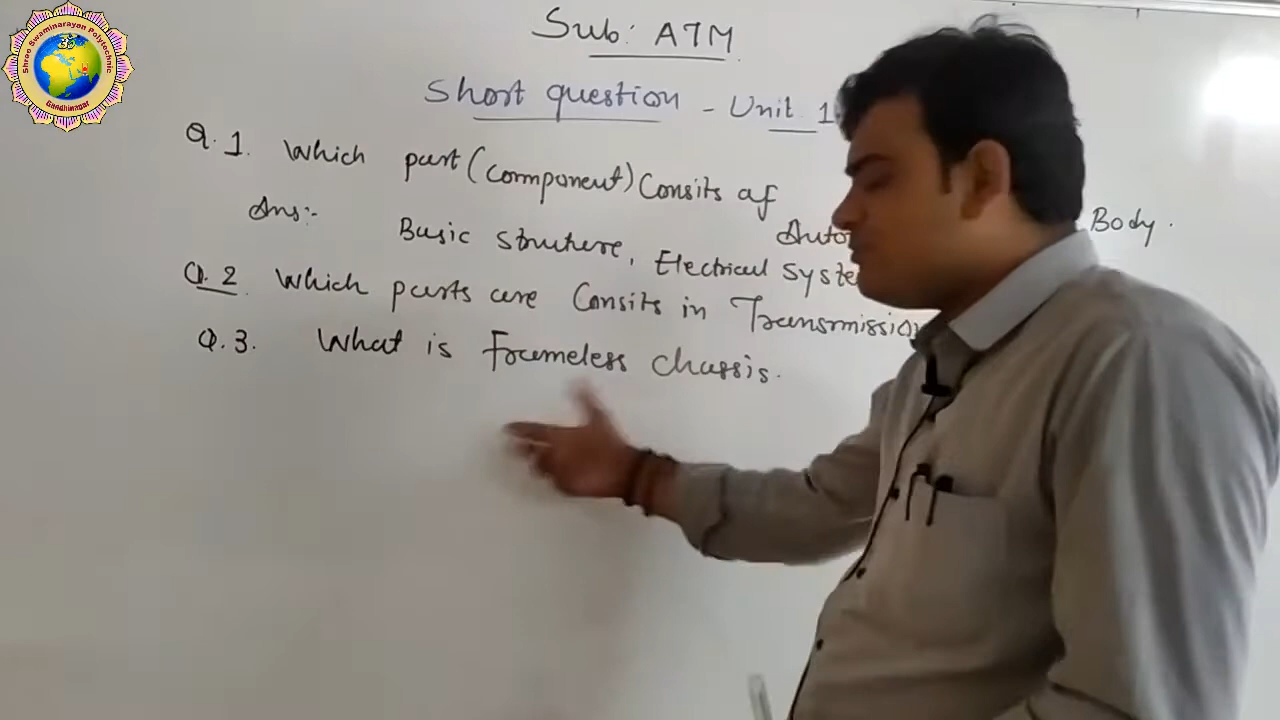 Shree Swaminarayan Polytechnic
Gandhinagar
Sub: ATM
Short question - Unit 1
Q.1. Which part (component) Consits of
Auto Body.
Ans:- Basic Struture, Electrical Syste
Q.2 Which parts are Consits in Transmission
Q.3. What is Frameless Chassis.